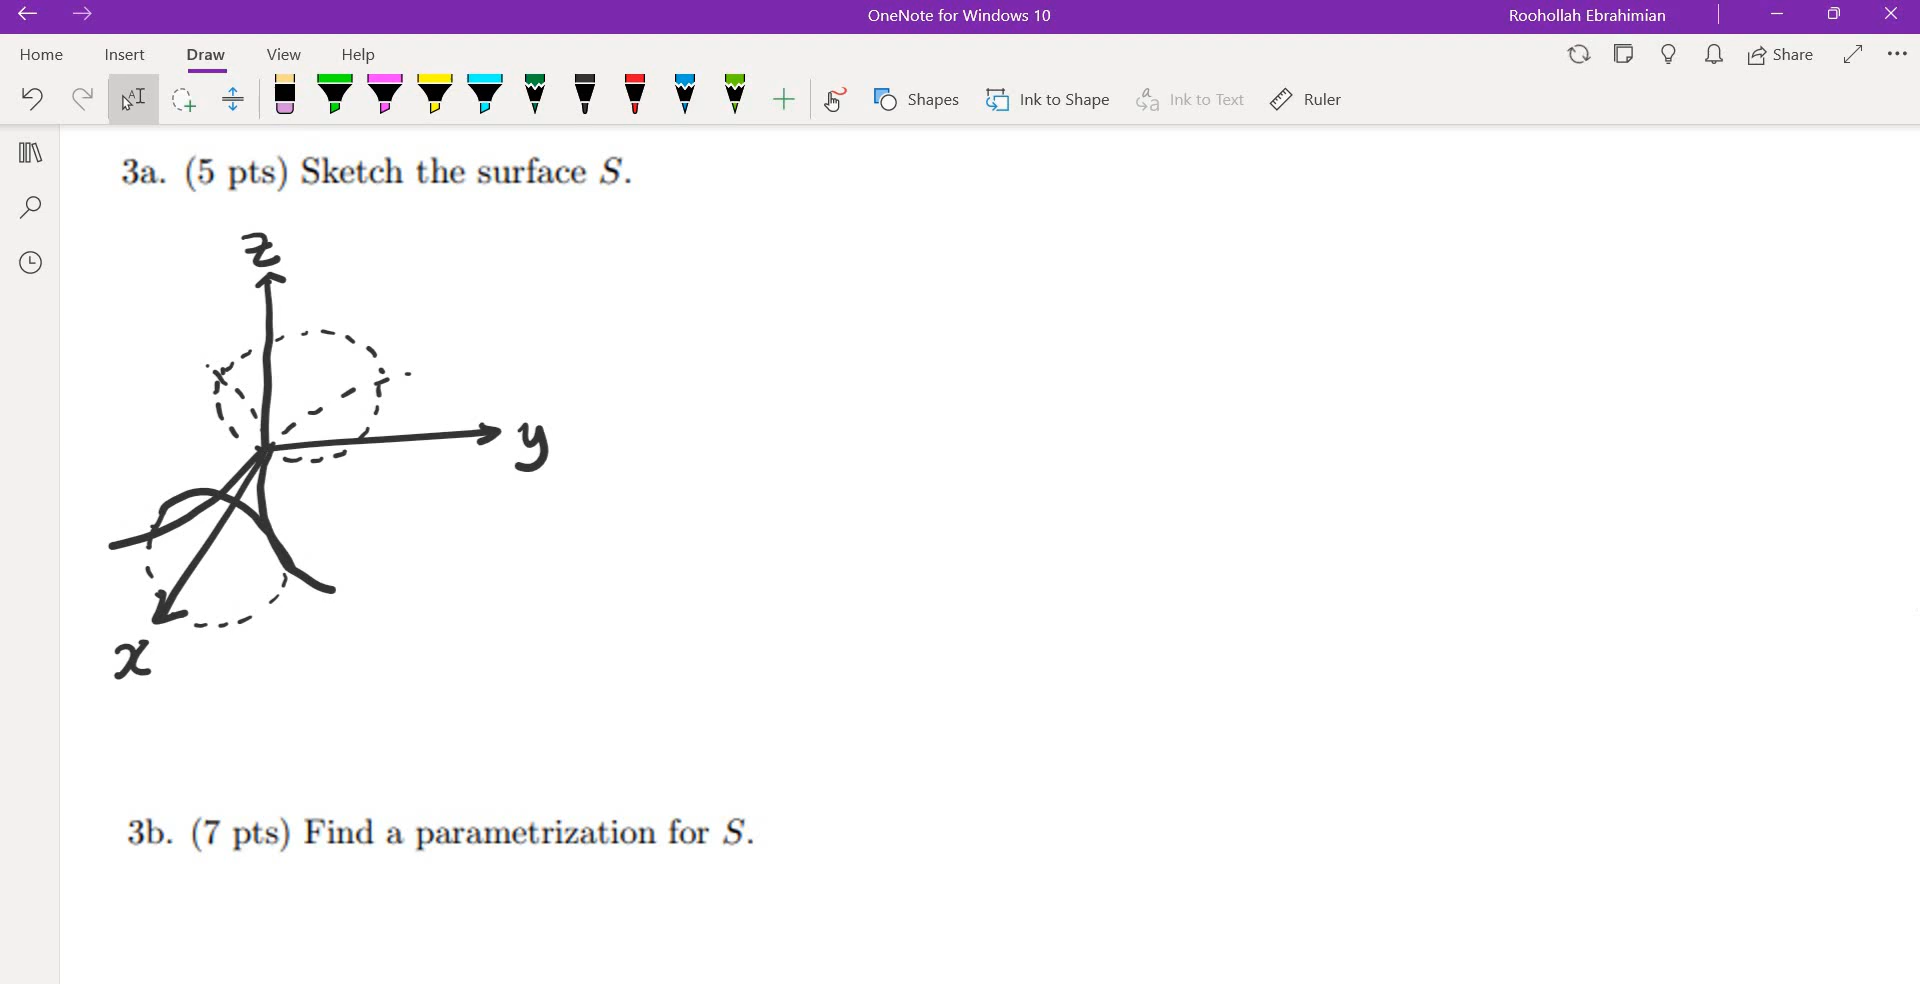 OneNote for Windows 10
Roohollah Ebrahimian
Home Insert Draw View Help
Share
Shapes Ink to Shape Ink to Text Ruler
3a. (5 pts) Sketch the surface S.
z
y
x
3b. (7 pts) Find a parametrization for S.